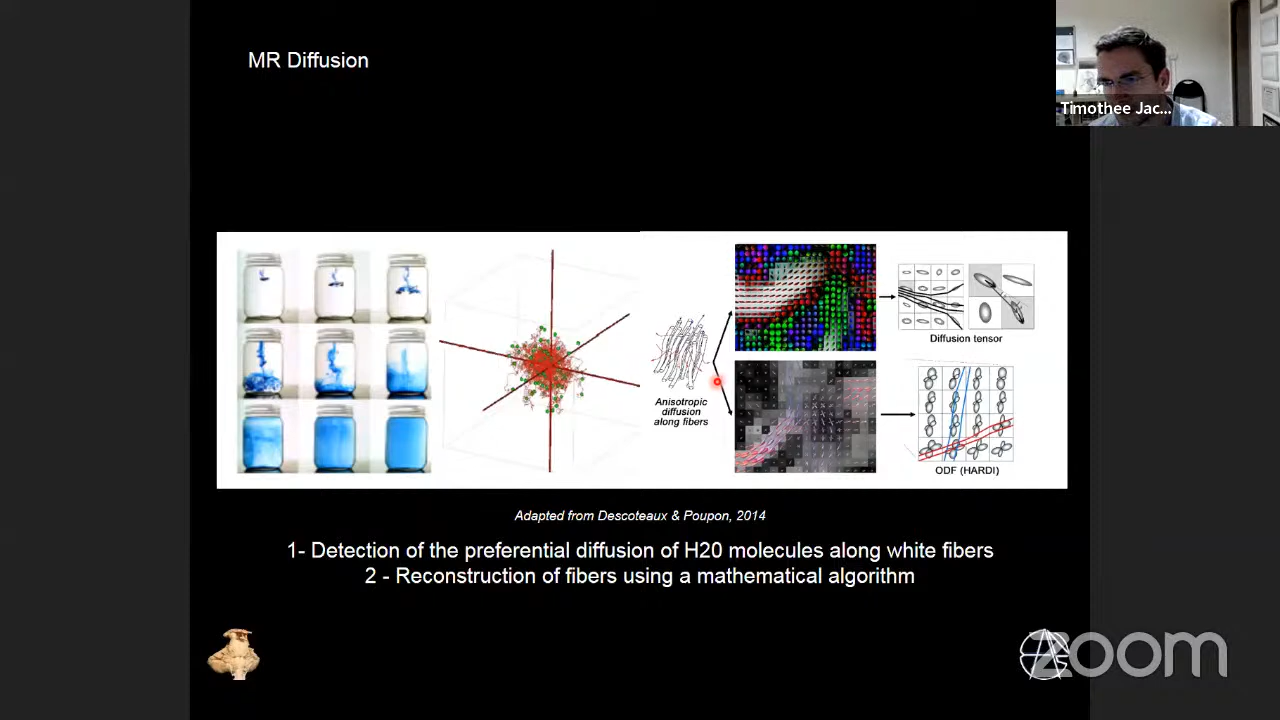 MR Diffusion
Timothee Jac...
Anisotropic
diffusion
along fibers
Diffusion tensor
ODF (HARDI)
Adapted from Descoteaux & Poupon, 2014
1- Detection of the preferential diffusion of H20 molecules along white fibers
2 - Reconstruction of fibers using a mathematical algorithm
zoom